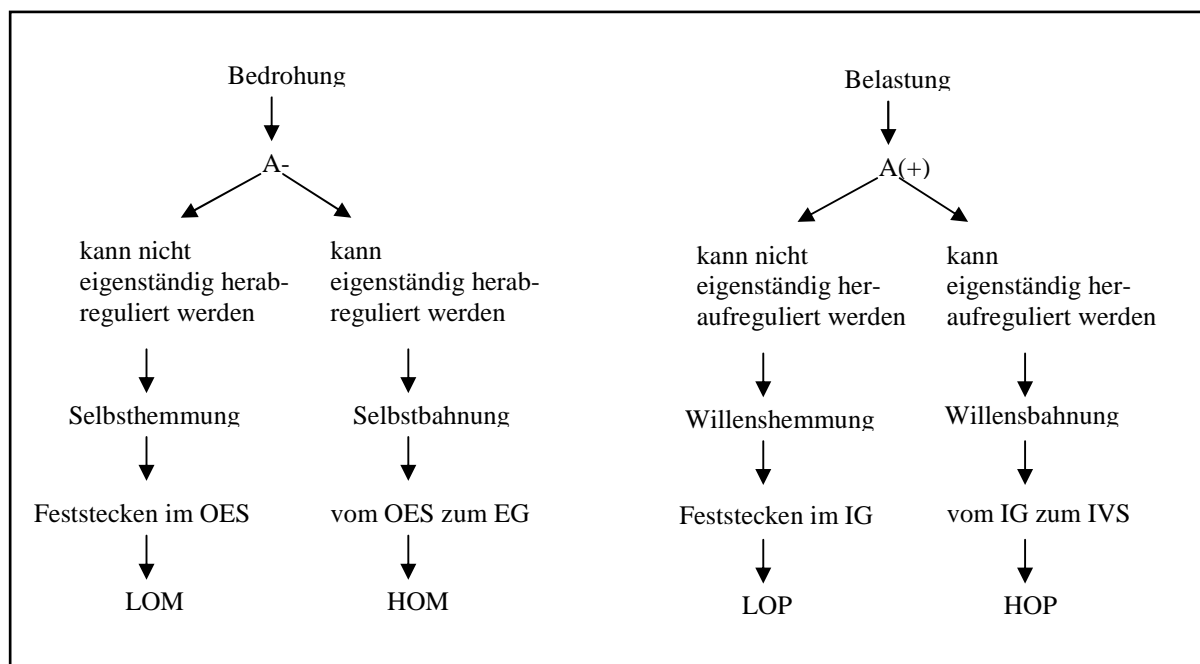 Bedrohung
A-
kann nicht
eigenständig herab-
reguliert werden
kann
eigenständig herab-
reguliert werden
Selbsthemmung
Selbstbahnung
Feststecken im OES
vom OES zum EG
LOM
HOM
Belastung
A(+)
kann nicht
eigenständig her-
aufreguliert werden
kann
eigenständig her-
aufreguliert werden
Willenshemmung
Willensbahnung
Feststecken im IG
vom IG zum IVS
LOP
HOP